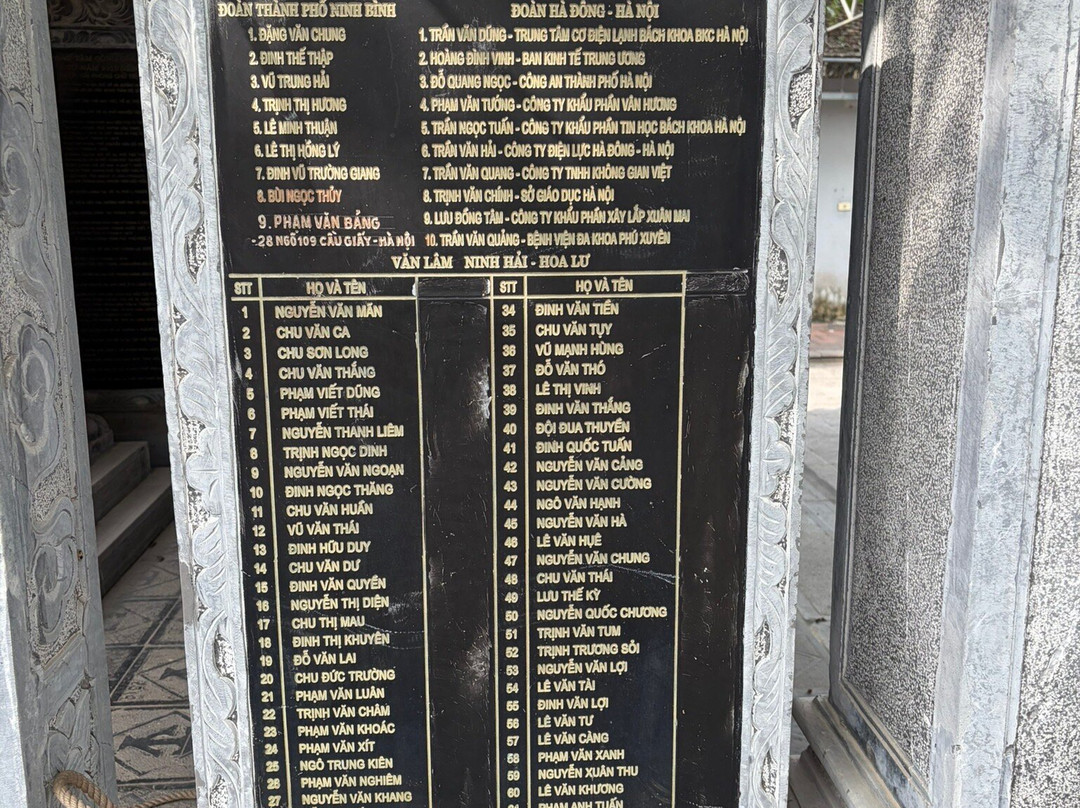 ĐOÀN THÀNH PHỐ NINH BÌNH
1. ĐẶNG VĂN CHUNG
2. ĐINH THẾ THẬP
3. VŨ TRUNG HẢI
4. TRỊNH THỊ HƯƠNG
5. LÊ MINH THUẬN
6. LÊ THỊ HỒNG LÝ
7. ĐINH VŨ TRƯỜNG GIANG
8. BÙI NGỌC THỦY
9. PHẠM VĂN BẢNG
-28 NGÕ 109 CẦU GIẤY - HÀ NỘI
ĐOÀN HÀ ĐÔNG - HÀ NỘI
1. TRẦN VĂN DŨNG - TRUNG TÂM CƠ ĐIỆN LẠNH BÁCH KHOA BKC HÀ NỘI
2. HOÀNG ĐÌNH VINH - BAN KINH TẾ TRUNG ƯƠNG
3. ĐỖ QUANG NGỌC - CÔNG AN THÀNH PHỐ HÀ NỘI
4. PHẠM VĂN TƯỚNG - CÔNG TY KHẨU PHẦN VÂN HƯƠNG
5. TRẦN NGỌC TUẤN - CÔNG TY KHẨU PHẦN TIN HỌC BÁCH KHOA HÀ NỘI
6. TRẦN VĂN HẢI - CÔNG TY ĐIỆN LỰC HÀ ĐÔNG - HÀ NỘI
7. TRẦN VĂN QUANG - CÔNG TY TNHH KHÔNG GIAN VIỆT
8. TRỊNH VĂN CHÍNH - SỞ GIÁO DỤC HÀ NỘI
9. LƯU ĐỒNG TÂM - CÔNG TY KHẨU PHẦN XÂY LẮP XUÂN MAI
10. TRẦN VĂN QUẢNG - BỆNH VIỆN ĐA KHOA PHÚ XUYÊN
VĂN LÂM NINH HẢI - HOA LƯ
STT HỌ VÀ TÊN
1 NGUYỄN VĂN MÃN
2 CHU VĂN CA
3 CHU SƠN LONG
4 CHU VĂN THẮNG
5 PHẠM VIẾT DŨNG
6 PHẠM VIẾT THÁI
7 NGUYỄN THANH LIÊM
8 TRỊNH NGỌC DINH
9 NGUYỄN VĂN NGOẠN
10 ĐINH NGỌC THĂNG
11 CHU VĂN HUẤN
12 VŨ VĂN THÁI
13 ĐINH HỮU DUY
14 CHU VĂN DƯ
15 ĐINH VĂN QUYỀN
16 NGUYỄN THỊ DIỆN
17 CHU THỊ MAU
18 ĐINH THỊ KHUYÊN
19 ĐỖ VĂN LAI
20 CHU ĐỨC TRƯỜNG
21 PHẠM VĂN LUÂN
22 TRỊNH VĂN CHÂM
23 PHẠM VĂN KHOÁC
24 PHẠM VĂN XÍT
25 NGÔ TRUNG KIÊN
26 PHẠM VĂN NGHIÊM
27 NGUYỄN VĂN KHANG
STT HỌ VÀ TÊN
34 ĐINH VĂN TIẾN
35 CHU VĂN TỤY
36 VŨ MẠNH HÙNG
37 ĐỖ VĂN THÓ
38 LÊ THỊ VINH
39 ĐINH VĂN THẮNG
40 ĐỘI ĐUA THUYỀN
41 ĐINH QUỐC TUẤN
42 NGUYỄN VĂN CẢNG
43 NGUYỄN VĂN CƯỜNG
44 NGÔ VĂN HẠNH
45 NGUYỄN VĂN HÀ
46 LÊ VĂN HUÊ
47 NGUYỄN VĂN CHUNG
48 CHU VĂN THÁI
49 LƯU THẾ KỲ
50 NGUYỄN QUỐC CHƯƠNG
51 TRỊNH VĂN TUM
52 TRỊNH TRƯƠNG SỎI
53 NGUYỄN VĂN LỢI
54 LÊ VĂN TÀI
55 ĐINH VĂN LỢI
56 LÊ VĂN TƯ
57 LÊ VĂN CẢNG
58 PHẠM VĂN XANH
59 NGUYỄN XUÂN THU
60 LÊ VĂN KHƯƠNG
PHẠM ANH TUẤN